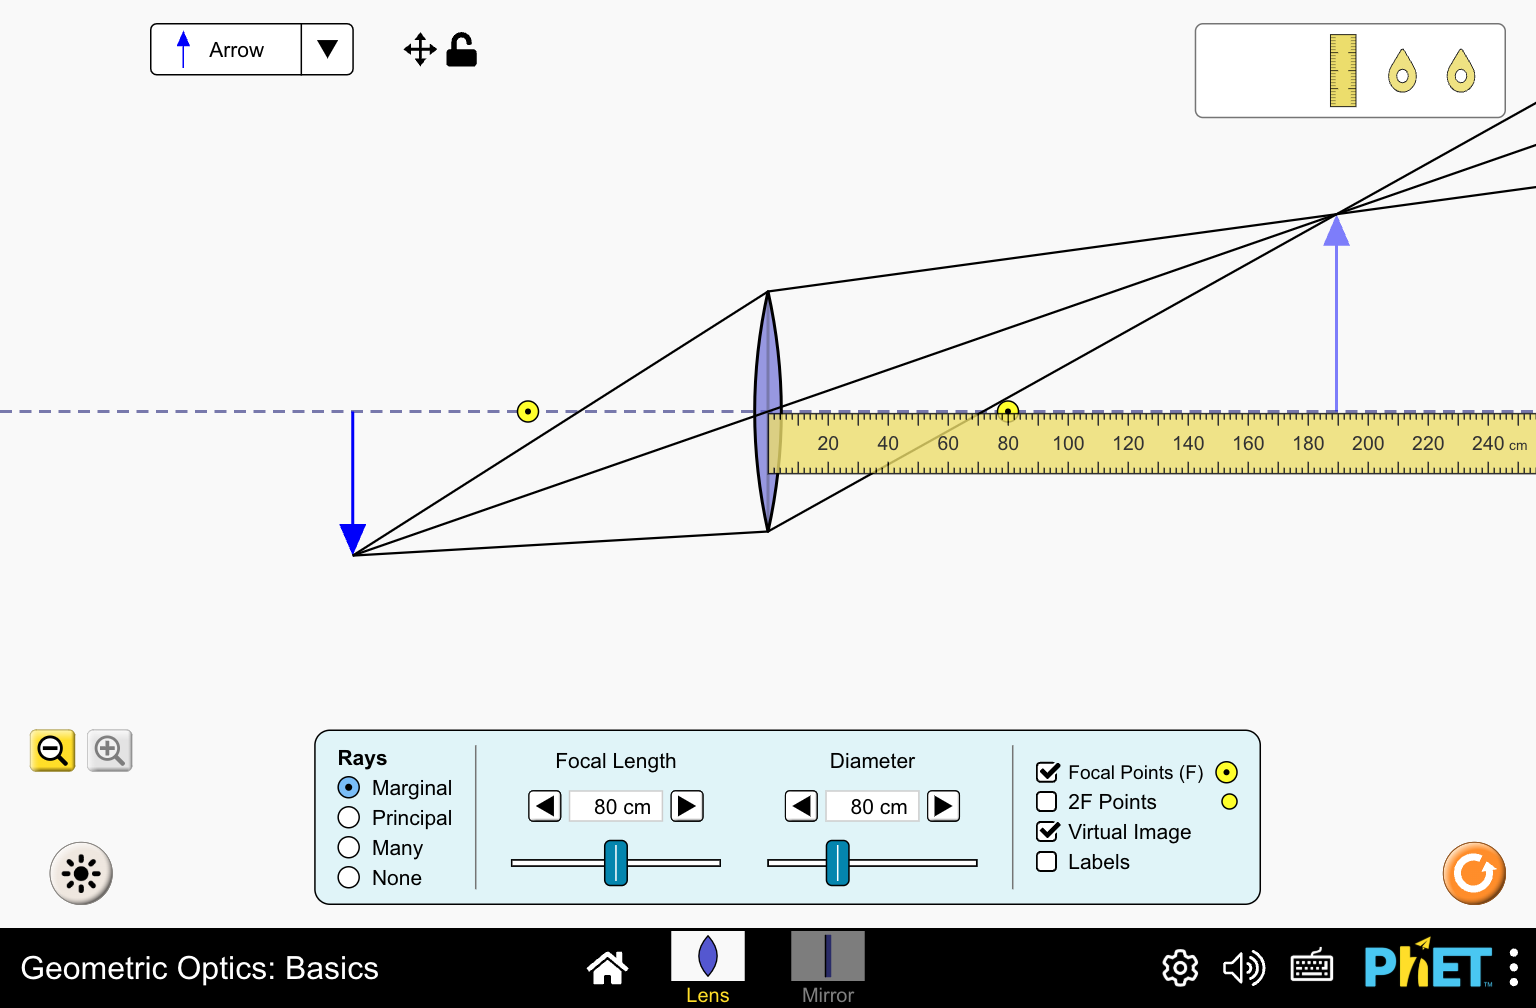 Arrow
20 40 60 80 100 120 140 160 180 200 220 240 cm
Rays
Marginal
Principal
Many
None
Focal Length
80 cm
Diameter
80 cm
Focal Points (F)
2F Points
Virtual Image
Labels
Geometric Optics: Basics
Lens
Mirror
PhET™